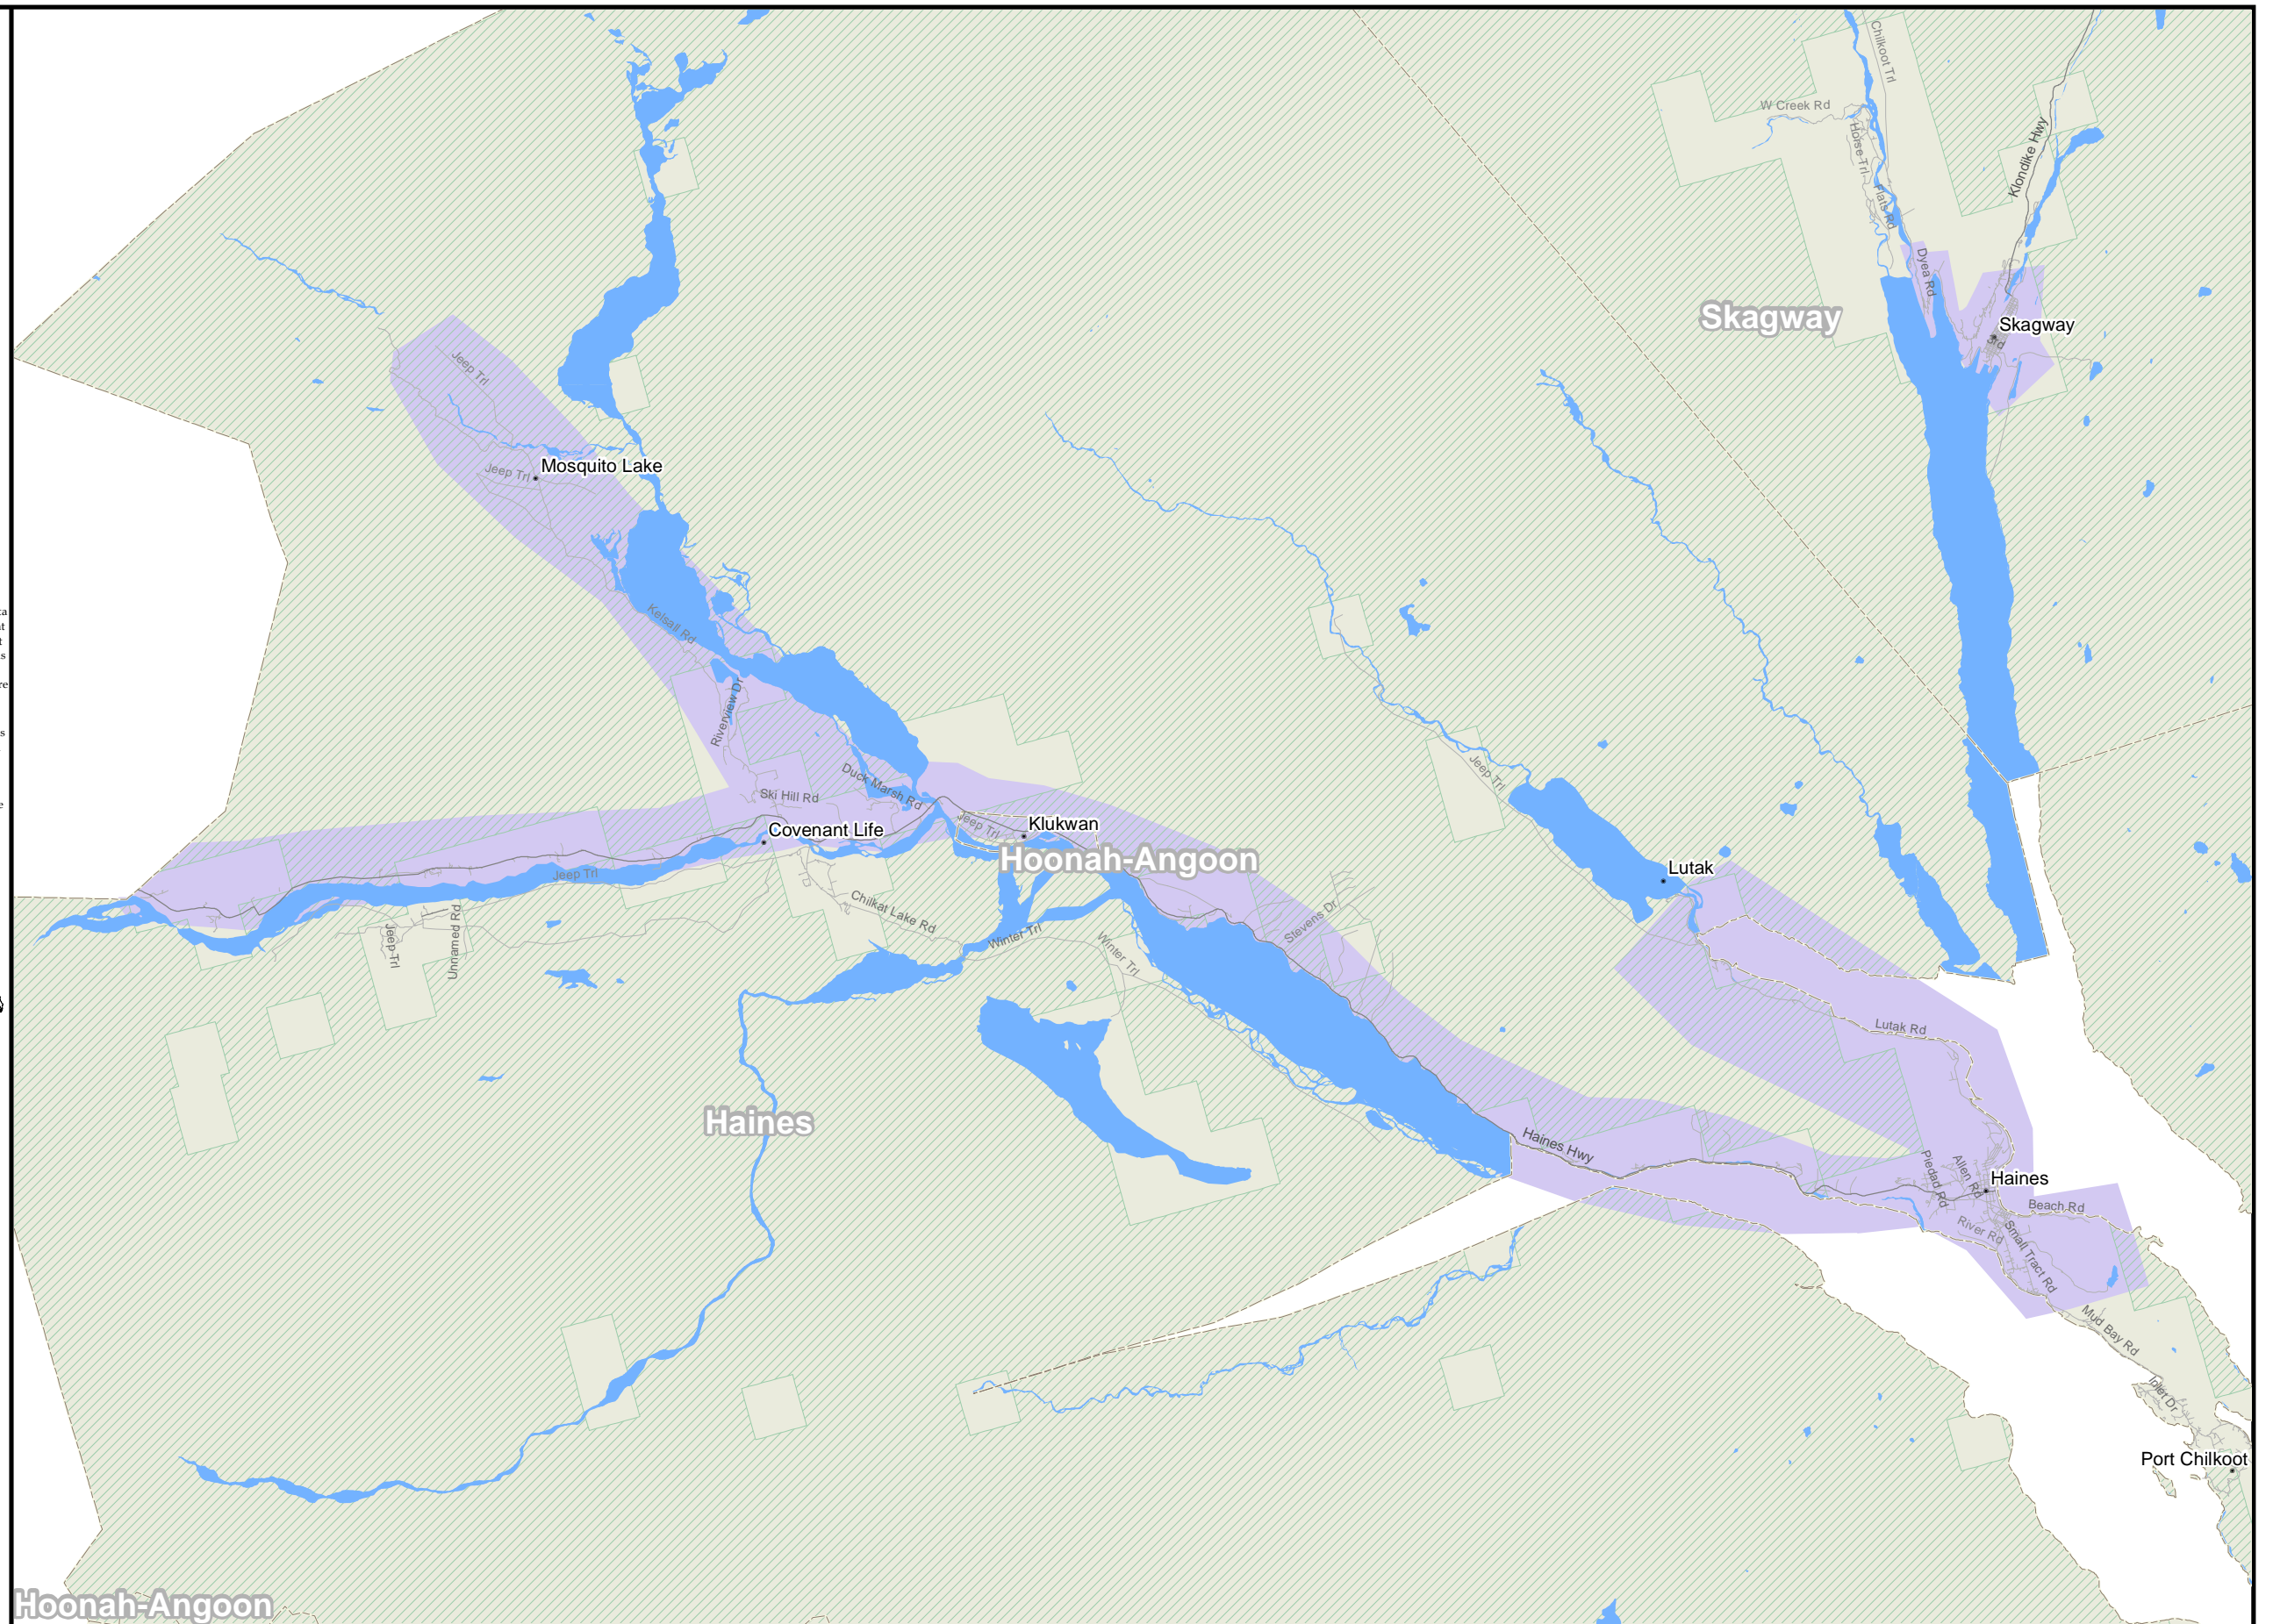 Chilkoot Trl
W Creek Rd
Horse Trl
Klondike Hwy
Flats Rd
Dyea Rd
Skagway
Skagway
3rd
Jeep Trl
Mosquito Lake
Jeep Trl
Kelsall Rd
Riverview Dr
Duck Marsh Rd
Ski Hill Rd
Covenant Life
Jeep Trl
Klukwan
Hoonah-Angoon
Jeep Trl
Lutak
Jeep Trl
Chilkat Lake Rd
Stevens Dr
Winter Trl
Winter Trl
Jeep Trl
Unnamed Rd
Lutak Rd
Haines
Haines Hwy
Piedad Rd
Allen Rd
Haines
Beach Rd
River Rd
Small Tract Rd
Mud Bay Rd
Inlet Dr
Port Chilkoot
Hoonah-Angoon